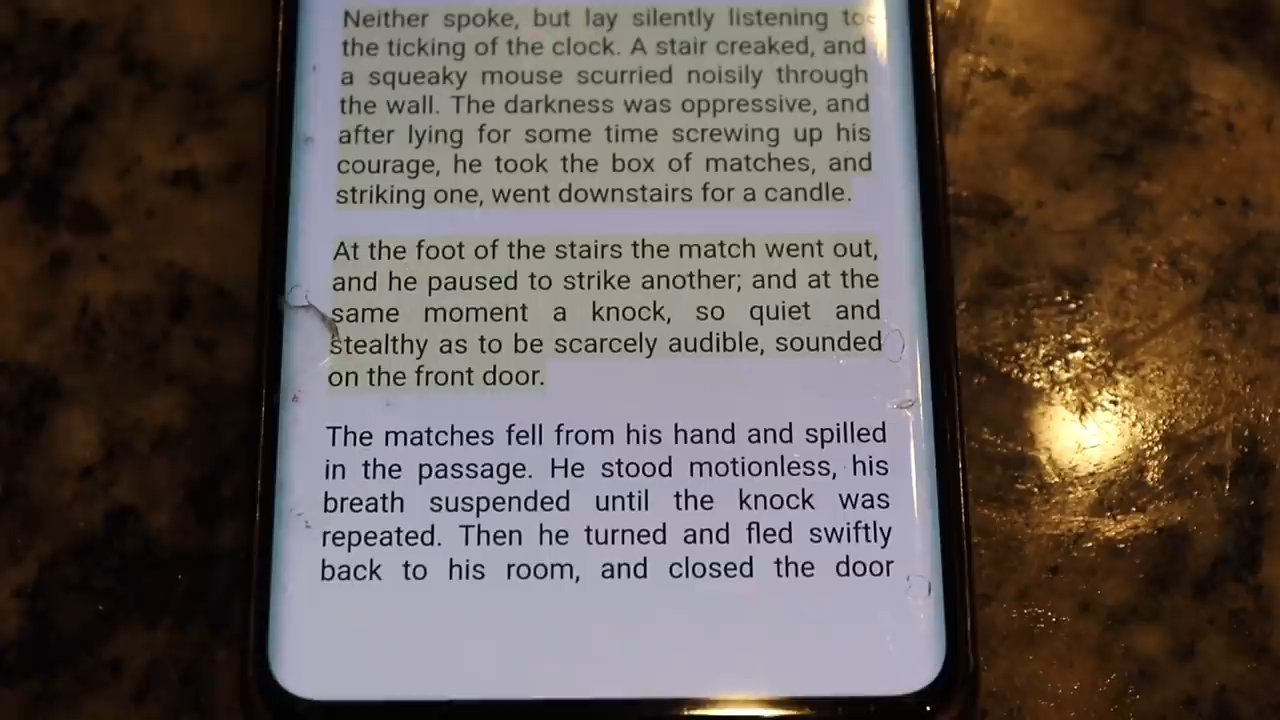 Neither spoke, but lay silently listening to
the ticking of the clock. A stair creaked, and
a squeaky mouse scurried noisily through
the wall. The darkness was oppressive, and
after lying for some time screwing up his
courage, he took the box of matches, and
striking one, went downstairs for a candle.
At the foot of the stairs the match went out,
and he paused to strike another; and at the
same moment a knock, so quiet and
stealthy as to be scarcely audible, sounded
on the front door.
The matches fell from his hand and spilled
in the passage. He stood motionless, his
breath suspended until the knock was
repeated. Then he turned and fled swiftly
back to his room, and closed the door